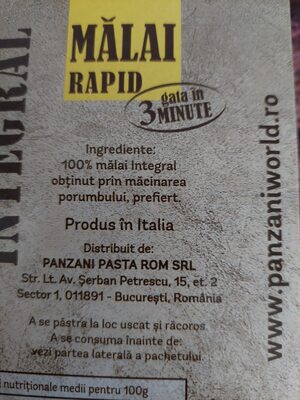 INTEGRAL
MĂLAI
RAPID
gata în
3 MINUTE
Ingrediente:
100% mălai Integral
obținut prin măcinarea
porumbului, prefiert.
Produs în Italia
Distribuit de:
PANZANI PASTA ROM SRL
Str. Lt. Av. Șerban Petrescu, 15, et. 2
Sector 1, 011891 - București, România
A se păstra la loc uscat și răcoros.
A se consuma înainte de:
vezi partea laterală a pachetului.
nutriționale medii pentru 100g
www.panzaniworld.ro